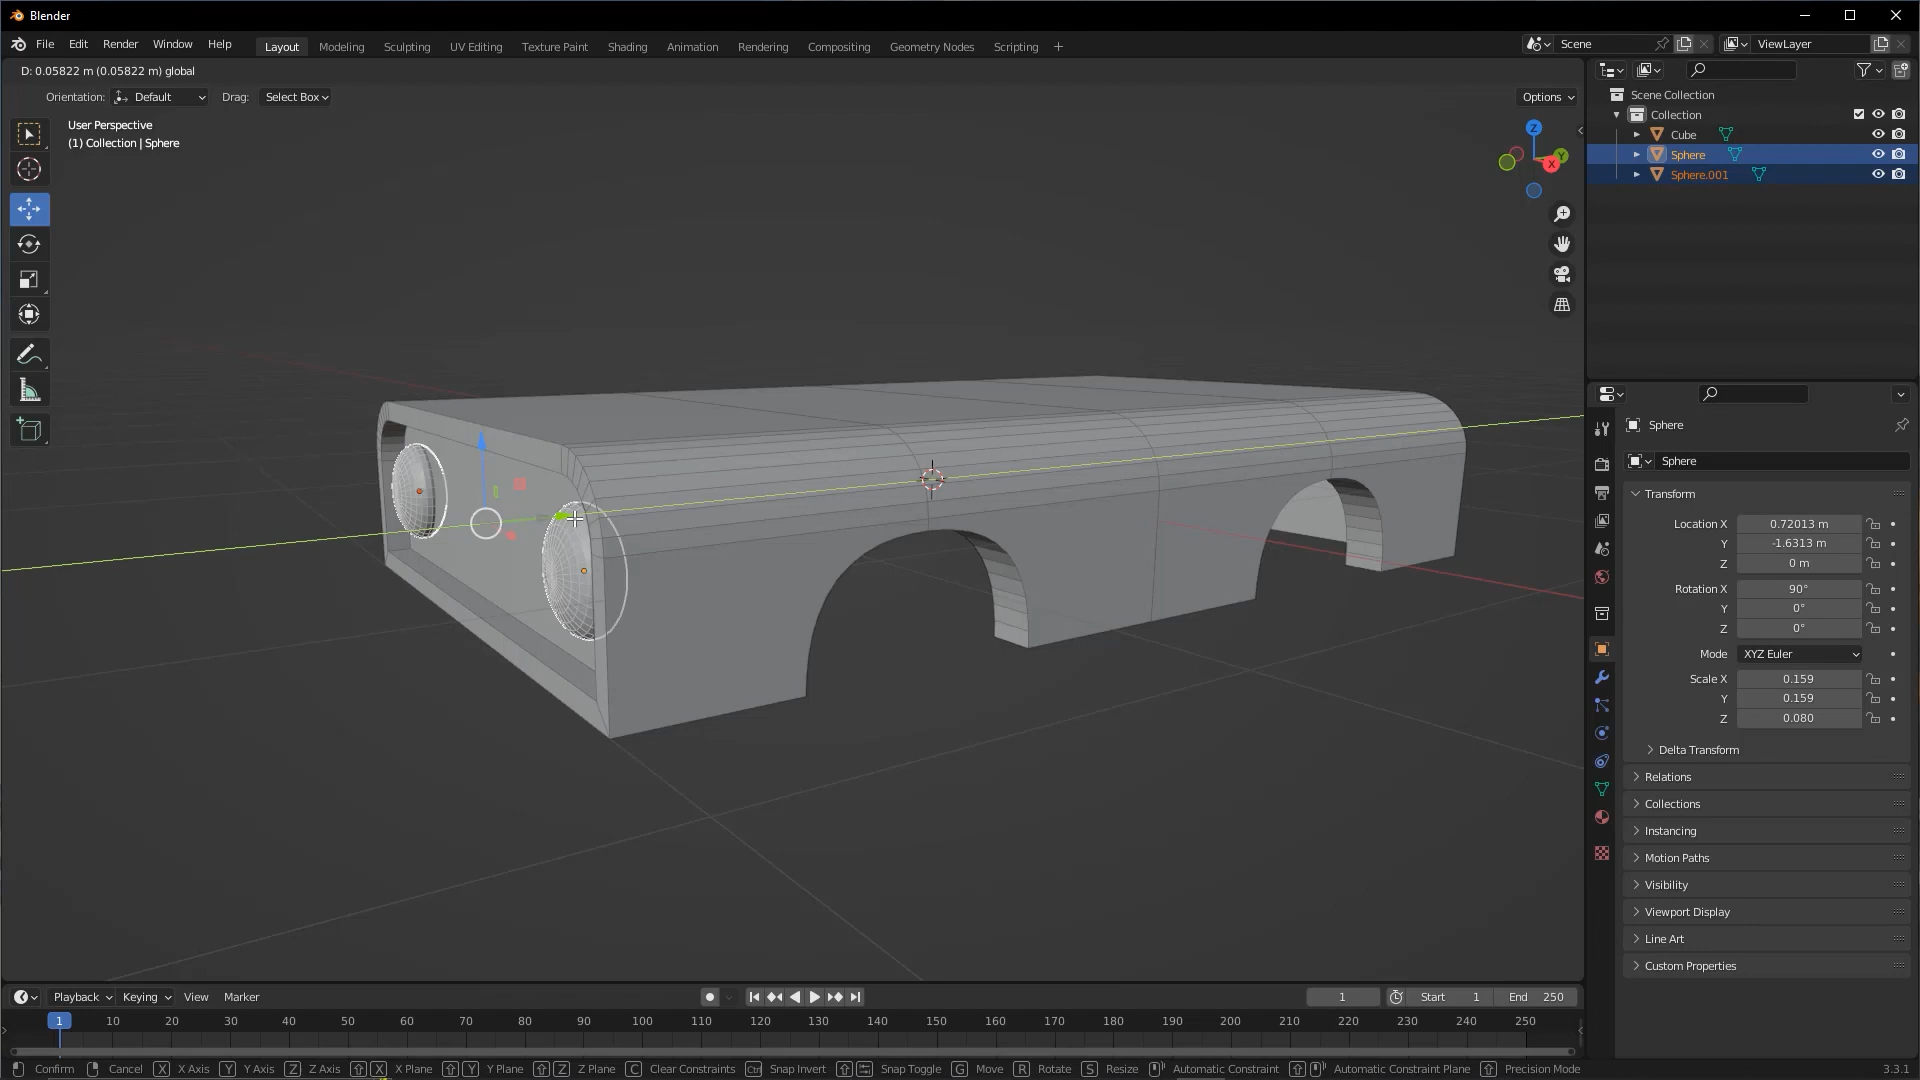 Blender
File Edit Render Window Help
Layout Modeling Sculpting UV Editing Texture Paint Shading Animation Rendering Compositing Geometry Nodes Scripting +
Scene
ViewLayer
D: 0.05822 m (0.05822 m) global
Orientation: Default Drag: Select Box
Options
User Perspective
(1) Collection | Sphere
Z
Y
X
Scene Collection
Collection
Cube
Sphere
Sphere.001
Sphere
Sphere
Transform
Location X 0.72013 m
Y -1.6313 m
Z 0 m
Rotation X 90°
Y 0°
Z 0°
Mode XYZ Euler
Scale X 0.159
Y 0.159
Z 0.080
Delta Transform
Relations
Collections
Instancing
Motion Paths
Visibility
Viewport Display
Line Art
Custom Properties
Playback Keying View Marker
1 Start 1 End 250
1 10 20 30 40 50 60 70 80 90 100 110 120 130 140 150 160 170 180 190 200 210 220 230 240 250
Confirm Cancel X X Axis Y Y Axis Z Z Axis X X Plane Y Y Plane Z Z Plane C Clear Constraints Ctrl Snap Invert Snap Toggle G Move R Rotate S Resize Automatic Constraint Automatic Constraint Plane Precision Mode 3.3.1